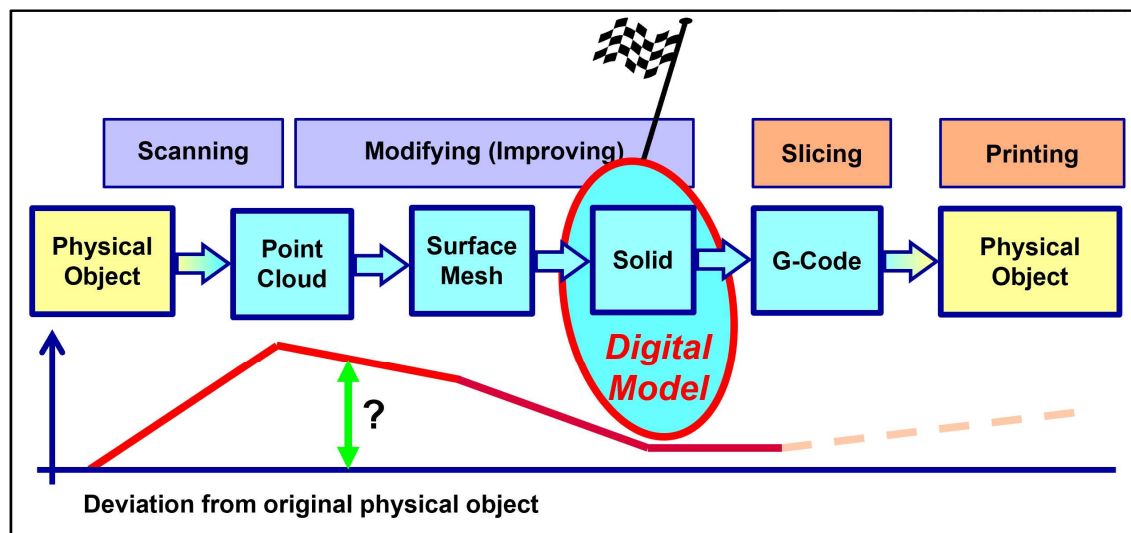 Scanning
Modifying (Improving)
Slicing
Printing
Physical
Object
Point
Cloud
Surface
Mesh
Solid
G-Code
Physical
Object
Digital
Model
?
Deviation from original physical object